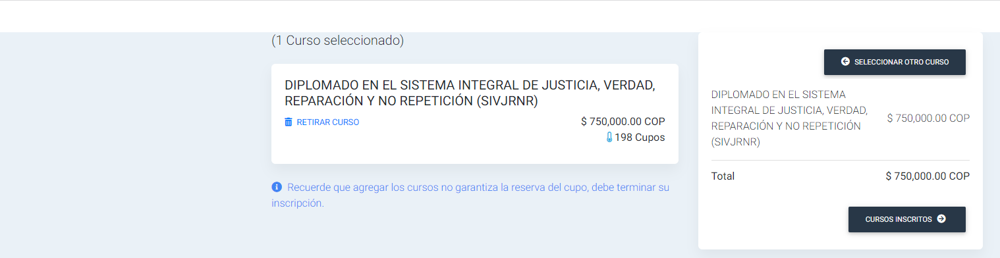 (1 Curso seleccionado)
DIPLOMADO EN EL SISTEMA INTEGRAL DE JUSTICIA, VERDAD,
REPARACIÓN Y NO REPETICIÓN (SIVJRNR)
RETIRAR CURSO
$ 750,000.00 COP
198 Cupos
Recuerde que agregar los cursos no garantiza la reserva del cupo, debe terminar su
inscripción.
SELECCIONAR OTRO CURSO
DIPLOMADO EN EL SISTEMA
INTEGRAL DE JUSTICIA, VERDAD,
REPARACIÓN Y NO REPETICIÓN
(SIVJRNR)
$ 750,000.00 COP
Total
$ 750,000.00 COP
CURSOS INSCRITOS